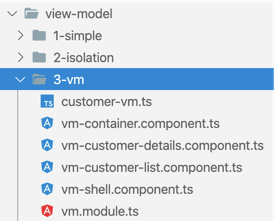 view-model
1-simple
2-isolation
3-vm
TS customer-vm.ts
A vm-container.component.ts
A vm-customer-details.component.ts
A vm-customer-list.component.ts
A vm-shell.component.ts
A vm.module.ts